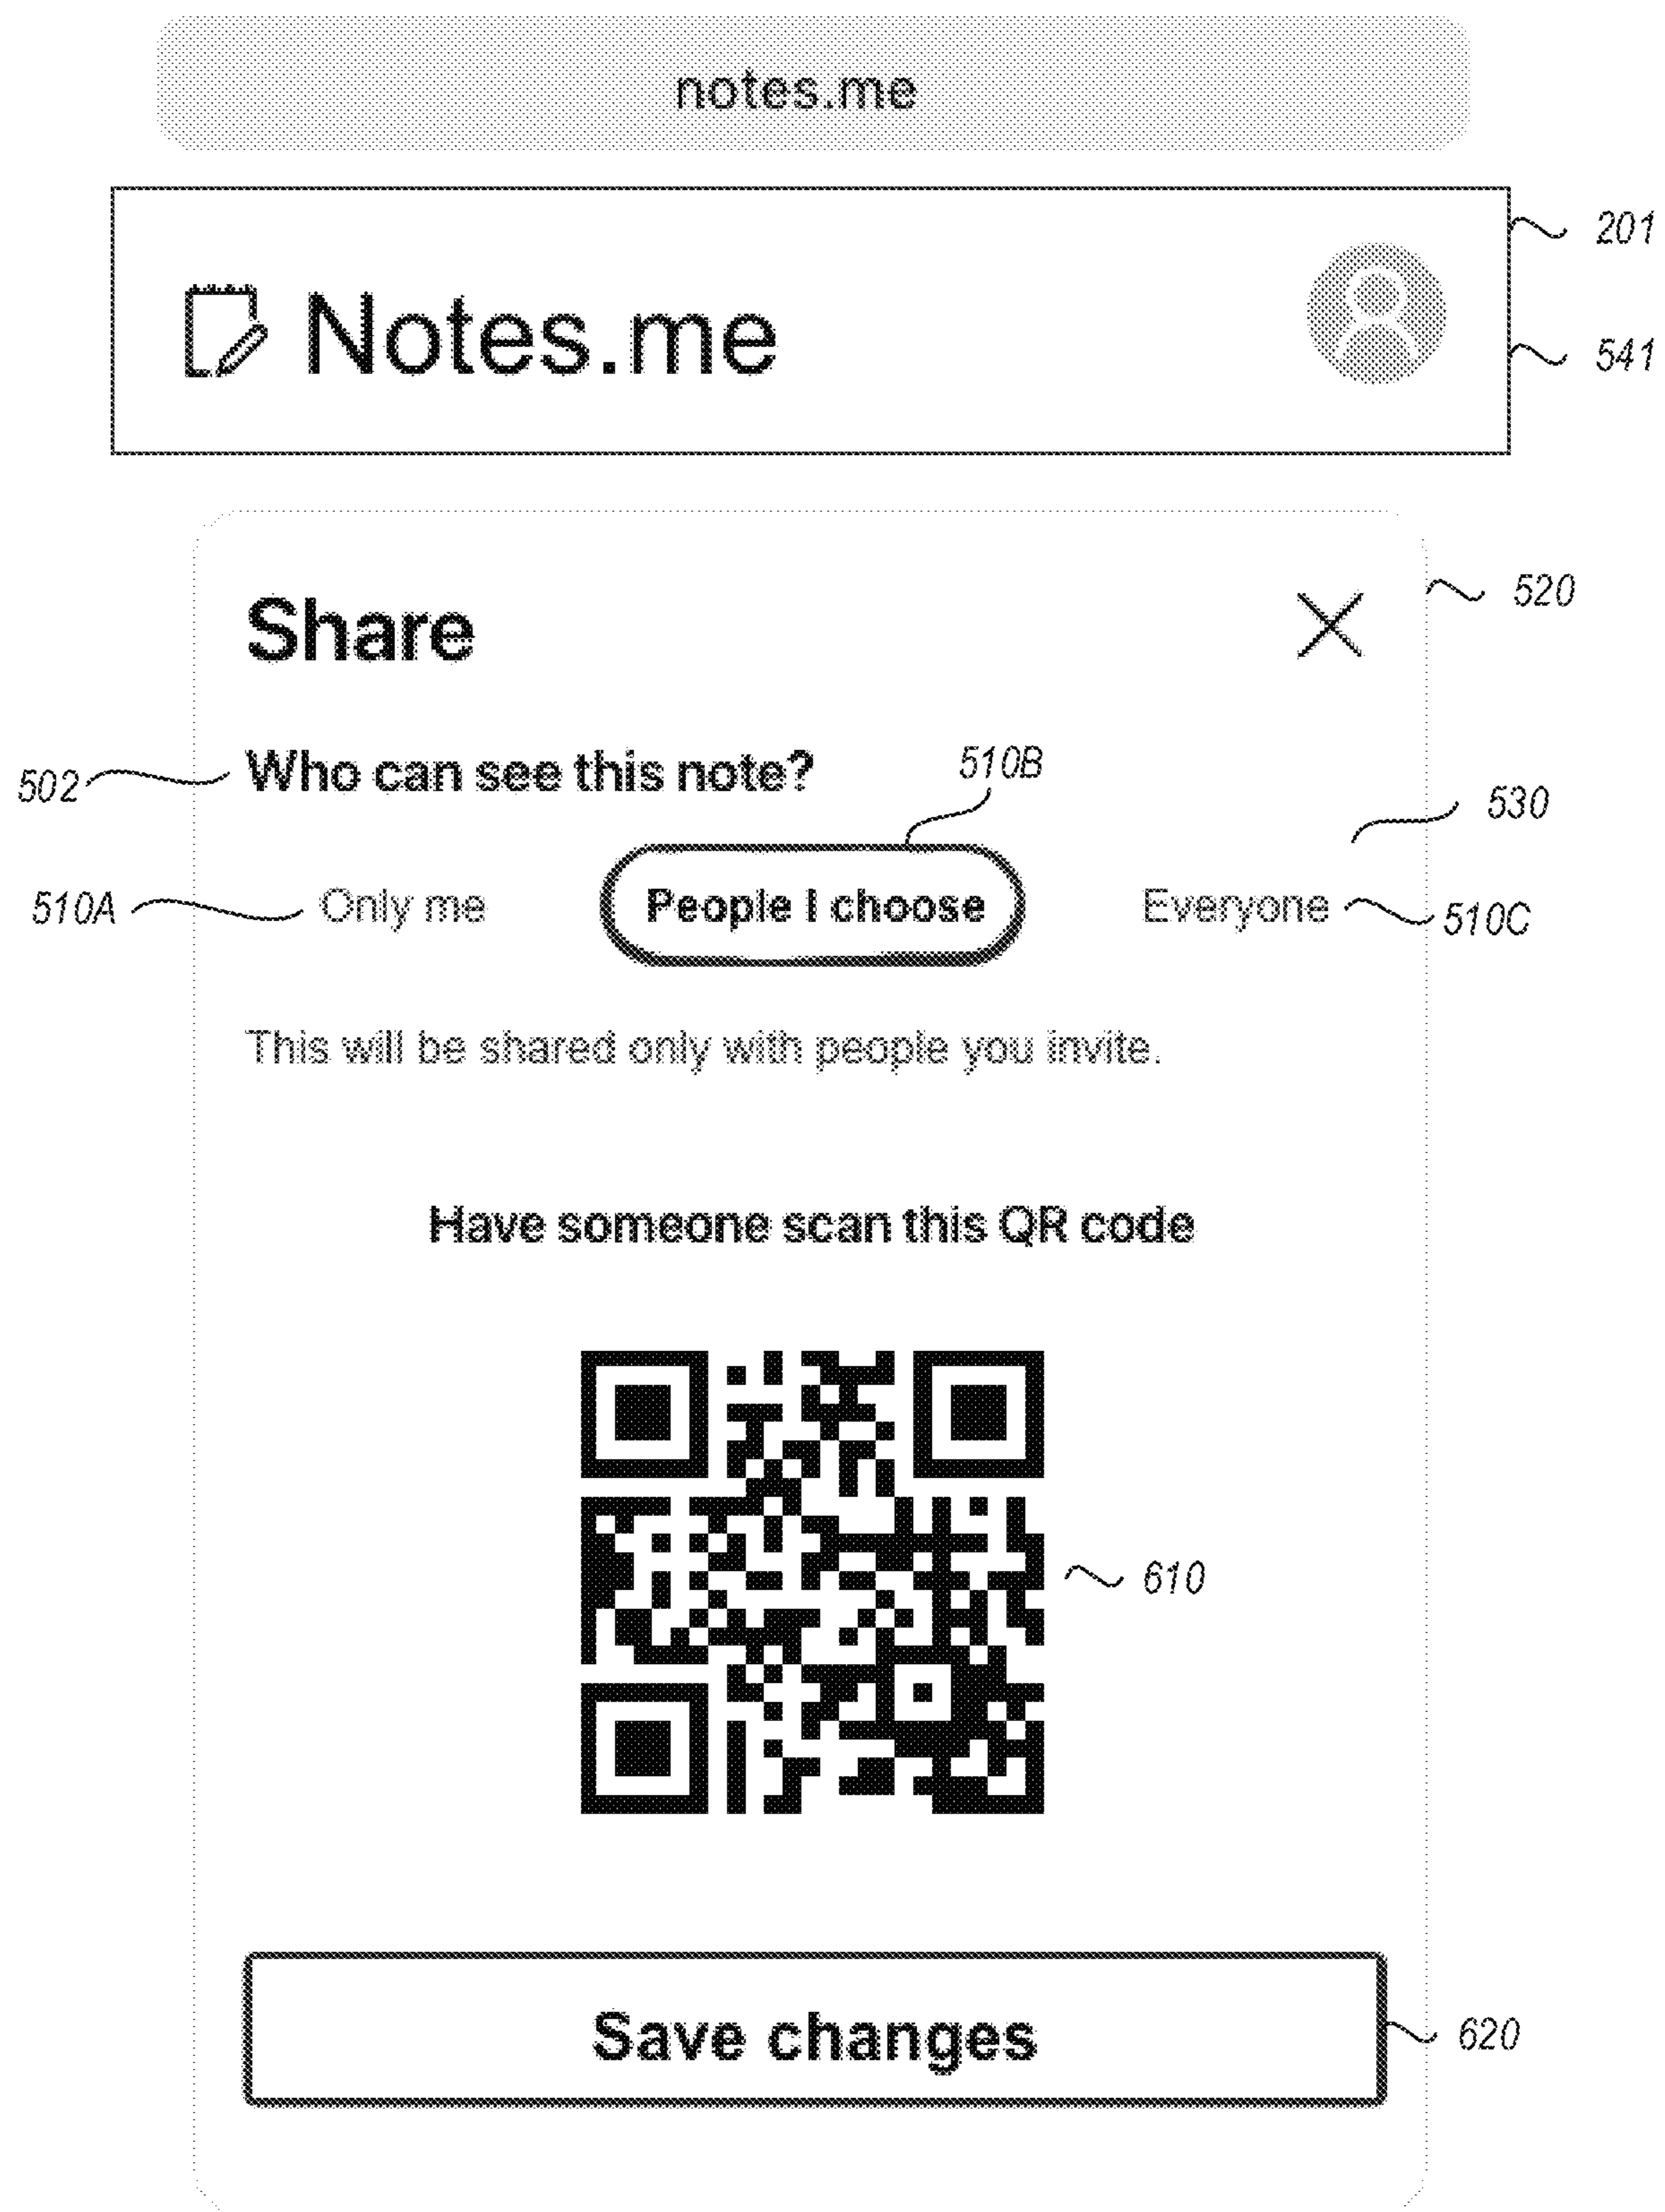 notes.me
201
Notes.me
541
Share
520
502
Who can see this note?
510B
530
510A
Only me
People I choose
Everyone
510C
This will be shared only with people you invite.
Have someone scan this QR code
610
Save changes
620